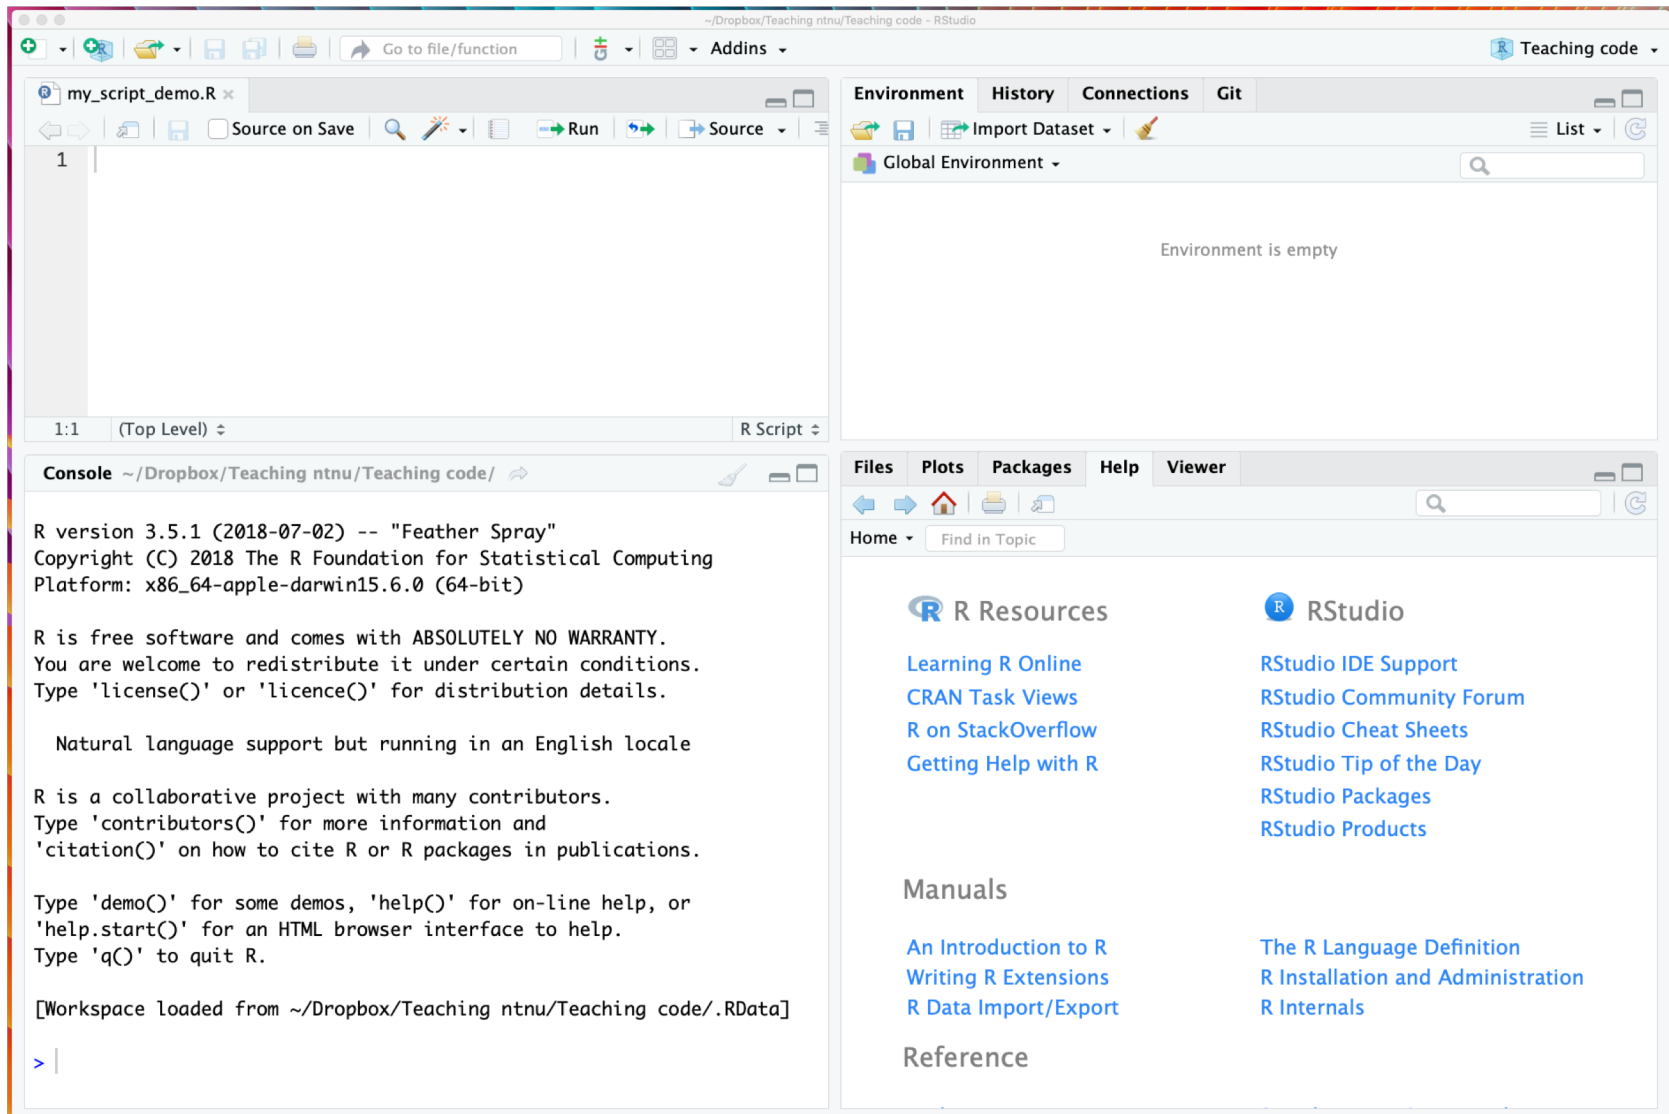 ~/Dropbox/Teaching ntnu/Teaching code - RStudio
Go to file/function
Addins
Teaching code
my_script_demo.R
Source on Save
Run
Source
1
1:1
(Top Level)
R Script
Environment
History
Connections
Git
Import Dataset
List
Global Environment
Environment is empty
Console ~/Dropbox/Teaching ntnu/Teaching code/
R version 3.5.1 (2018-07-02) -- "Feather Spray"
Copyright (C) 2018 The R Foundation for Statistical Computing
Platform: x86_64-apple-darwin15.6.0 (64-bit)
R is free software and comes with ABSOLUTELY NO WARRANTY.
You are welcome to redistribute it under certain conditions.
Type 'license()' or 'licence()' for distribution details.
Natural language support but running in an English locale
R is a collaborative project with many contributors.
Type 'contributors()' for more information and
'citation()' on how to cite R or R packages in publications.
Type 'demo()' for some demos, 'help()' for on-line help, or
'help.start()' for an HTML browser interface to help.
Type 'q()' to quit R.
[Workspace loaded from ~/Dropbox/Teaching ntnu/Teaching code/.RData]
>
Files
Plots
Packages
Help
Viewer
Home
Find in Topic
R Resources
Learning R Online
CRAN Task Views
R on StackOverflow
Getting Help with R
RStudio
RStudio IDE Support
RStudio Community Forum
RStudio Cheat Sheets
RStudio Tip of the Day
RStudio Packages
RStudio Products
Manuals
An Introduction to R
Writing R Extensions
R Data Import/Export
The R Language Definition
R Installation and Administration
R Internals
Reference